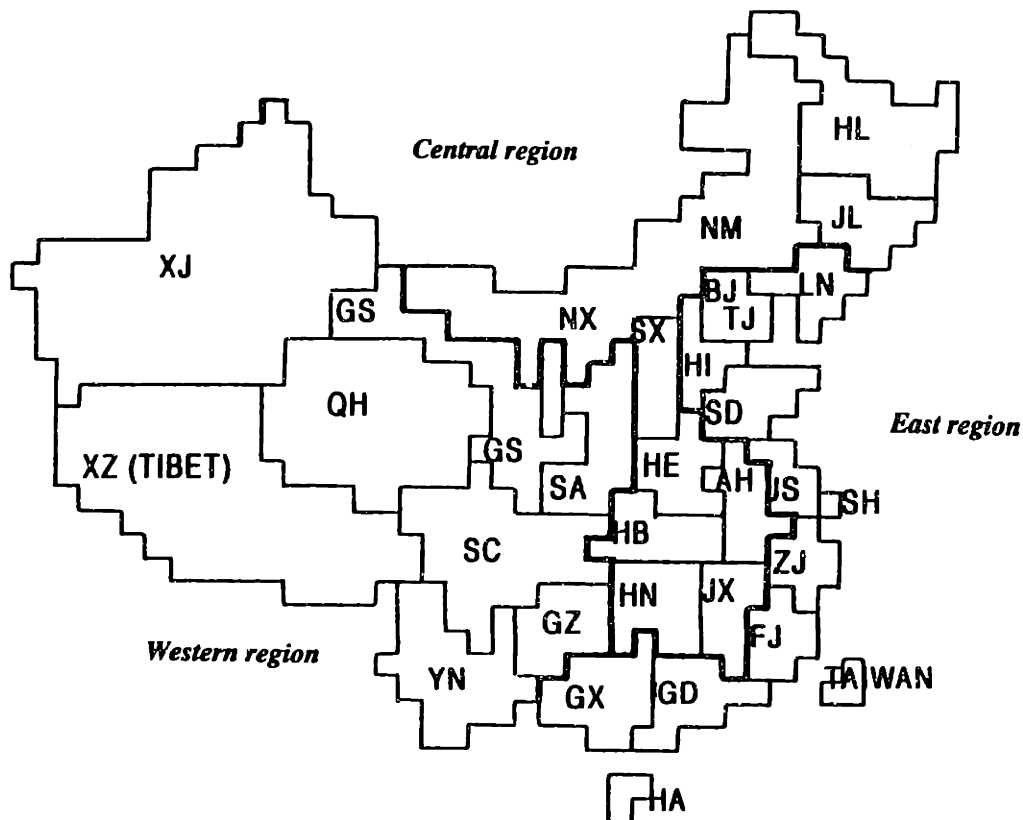 HL
Central region
JL
NM
XJ
BJ
LN
GS
NX
TJ
SX
HI
QH
SD
East region
GS
HE
XZ (TIBET)
AH
SA
JS
SH
HB
SC
ZJ
HN
JX
GZ
FJ
Western region
YN
TAIWAN
GX
GD
HA